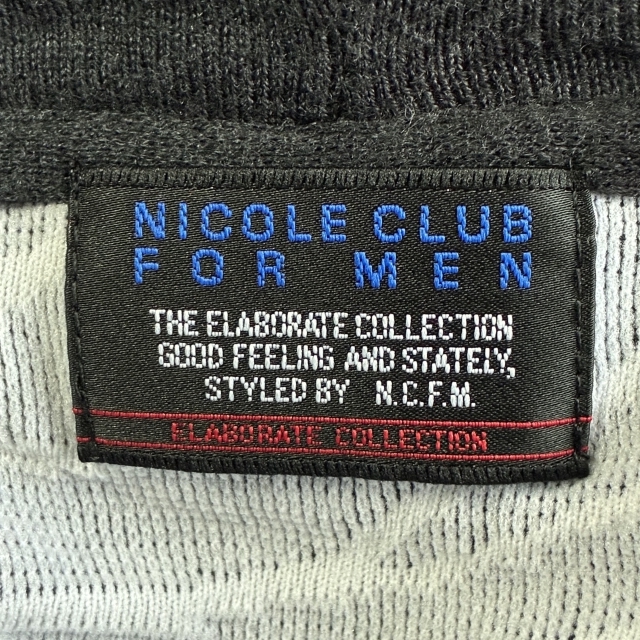 NICOLE CLUB
FOR MEN
THE ELABORATE COLLECTION
GOOD FEELING AND STATELY,
STYLED BY N.C.F.M.
ELABORATE COLLECTION